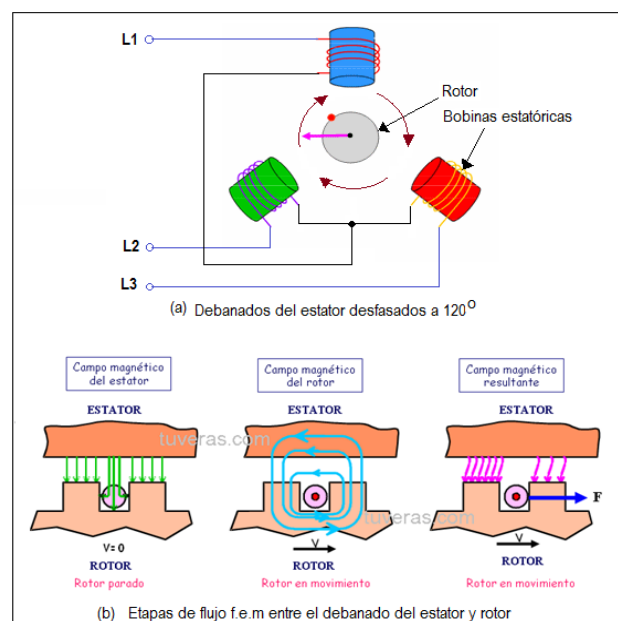 L1
Rotor
Bobinas estatóricas
L2
L3
(a) Debanados del estator desfasados a 120°
Campo magnético
del estator
Campo magnético
del rotor
Campo magnético
resultante
ESTATOR
ESTATOR
ESTATOR
tuveras.com
F
tuveras.com
V= 0
V
V
ROTOR
ROTOR
ROTOR
Rotor parado
Rotor en movimiento
Rotor en movimiento
(b) Etapas de flujo f.e.m entre el debanado del estator y rotor